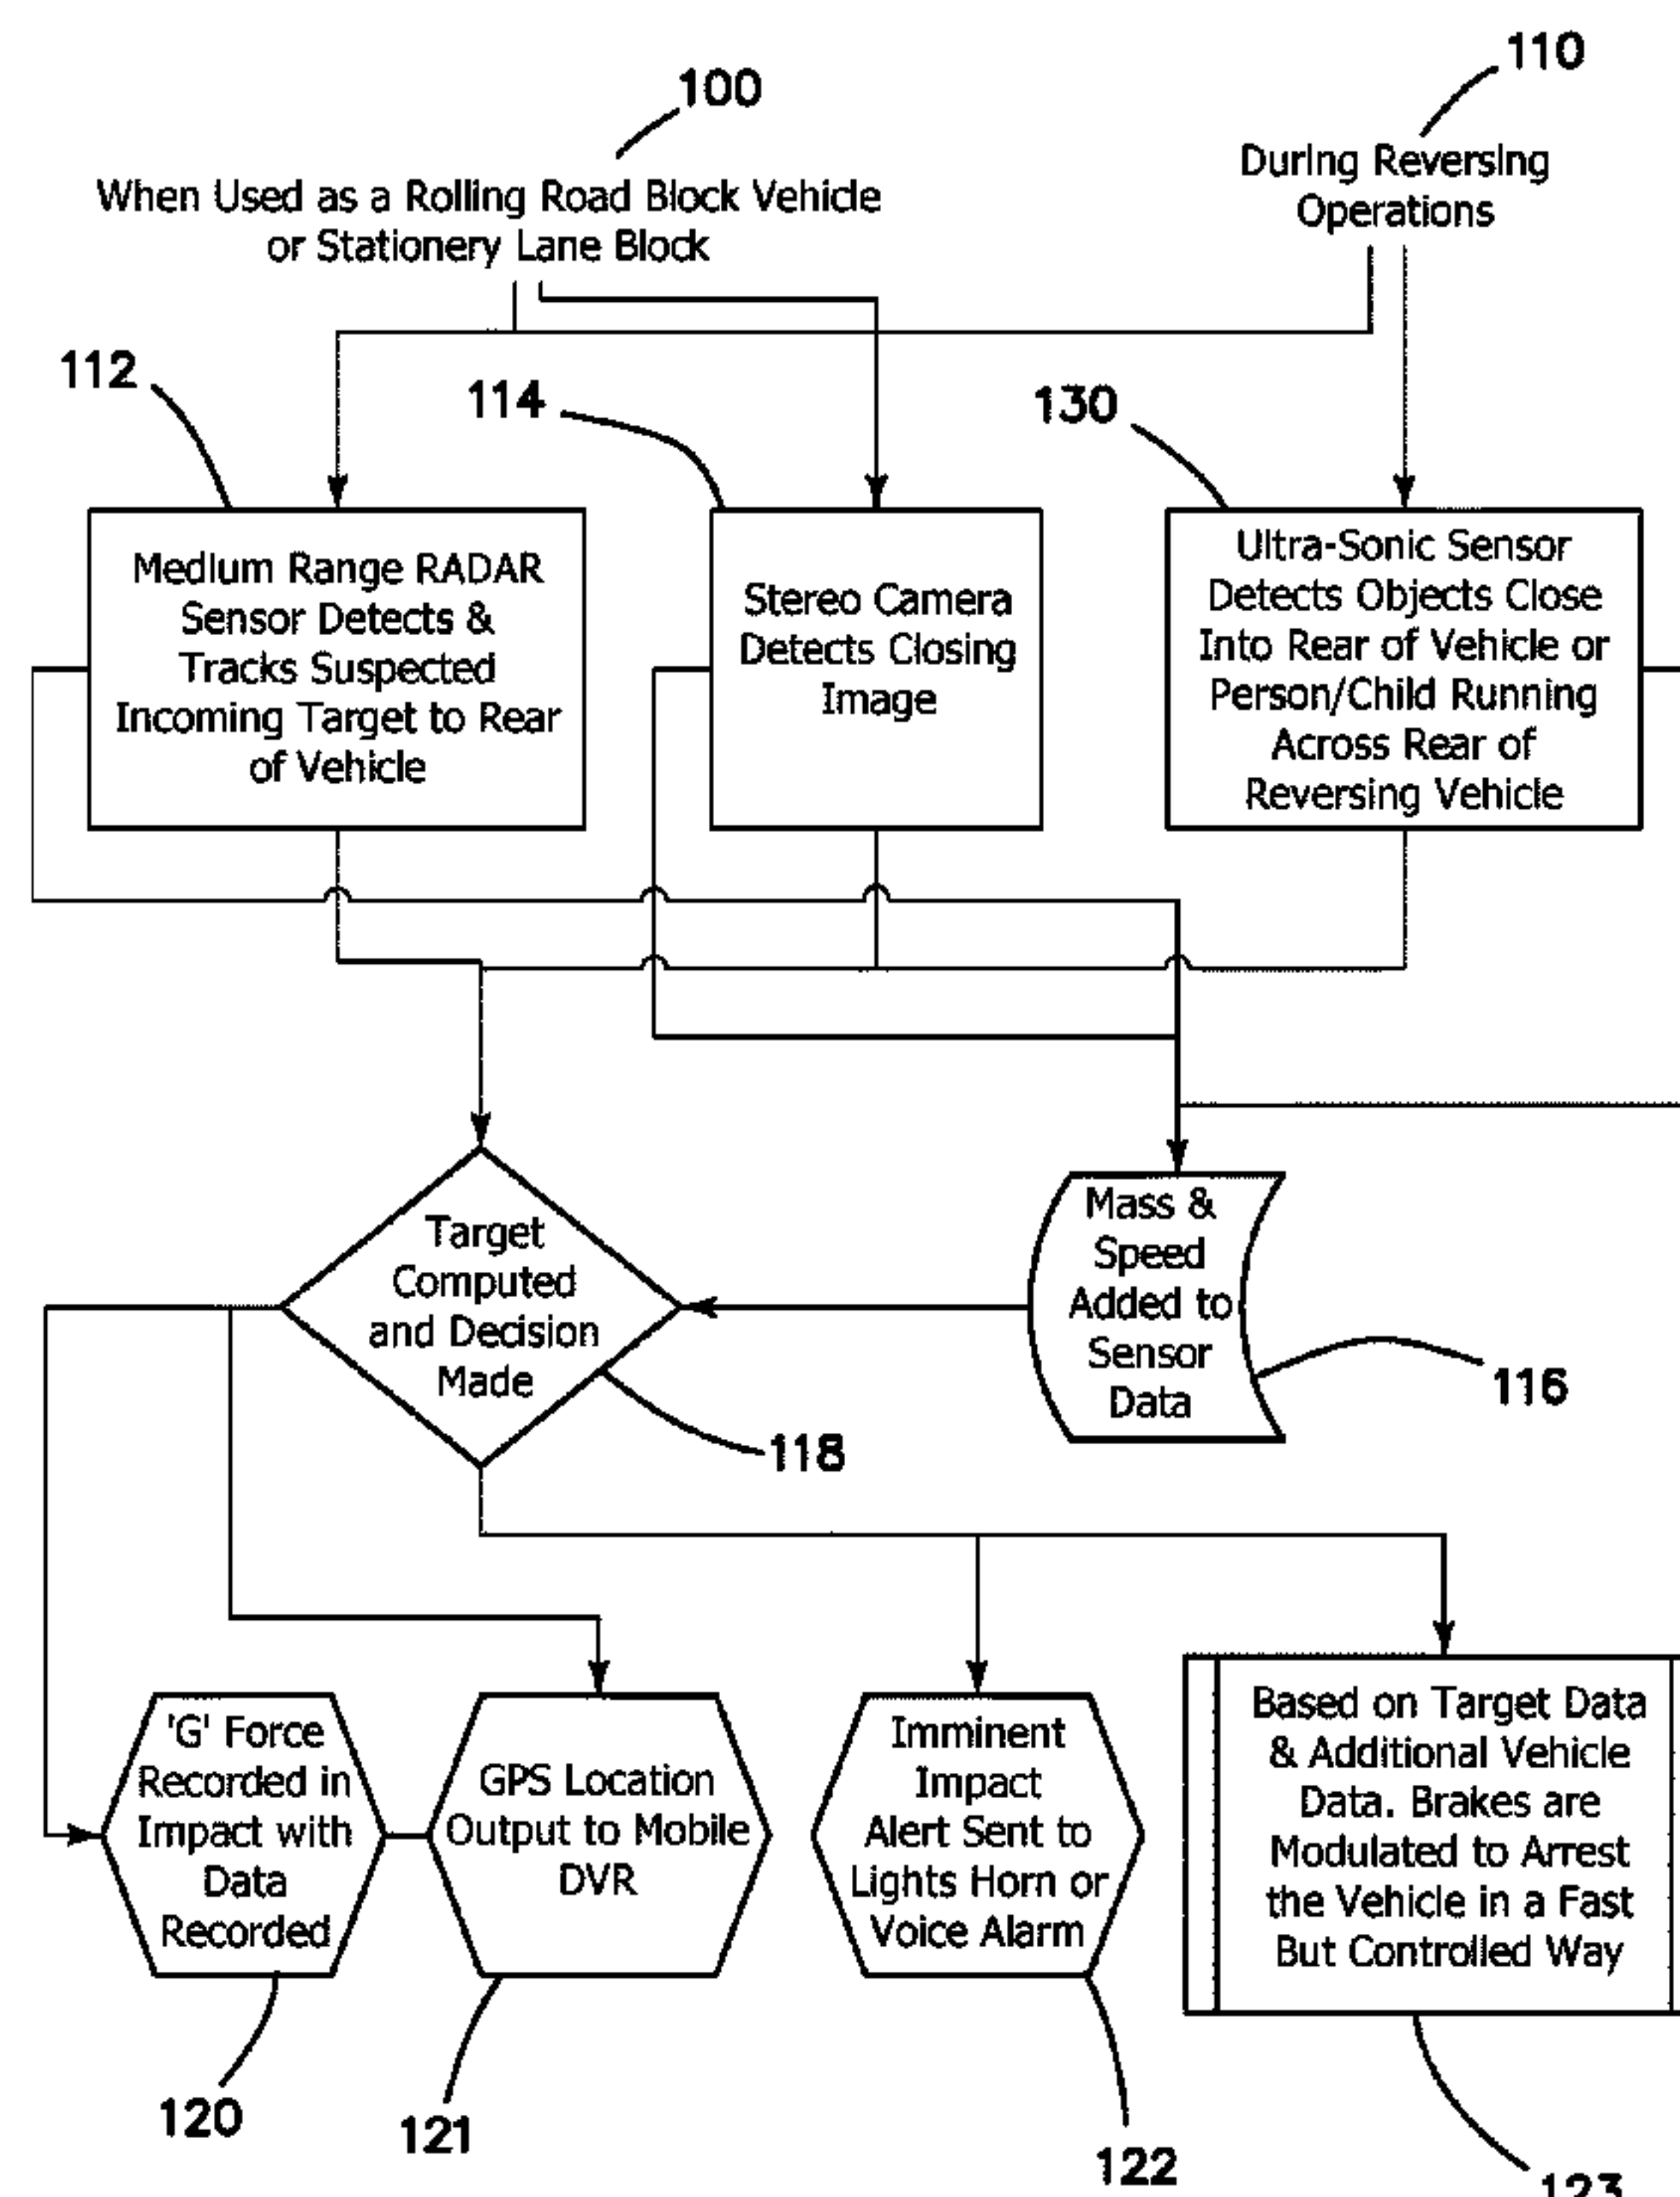 100
When Used as a Rolling Road Block Vehicle
or Stationery Lane Block
110
During Reversing
Operations
112
Medium Range RADAR
Sensor Detects &
Tracks Suspected
Incoming Target to Rear
of Vehicle
114
Stereo Camera
Detects Closing
Image
130
Ultra-Sonic Sensor
Detects Objects Close
Into Rear of Vehicle or
Person/Child Running
Across Rear of
Reversing Vehicle
Target
Computed
and Decision
Made
118
Mass &
Speed
Added to
Sensor
Data
116
'G' Force
Recorded in
Impact with
Data
Recorded
120
GPS Location
Output to Mobile
DVR
121
Imminent
Impact
Alert Sent to
Lights Horn or
Voice Alarm
122
Based on Target Data
& Additional Vehicle
Data. Brakes are
Modulated to Arrest
the Vehicle in a Fast
But Controlled Way
123